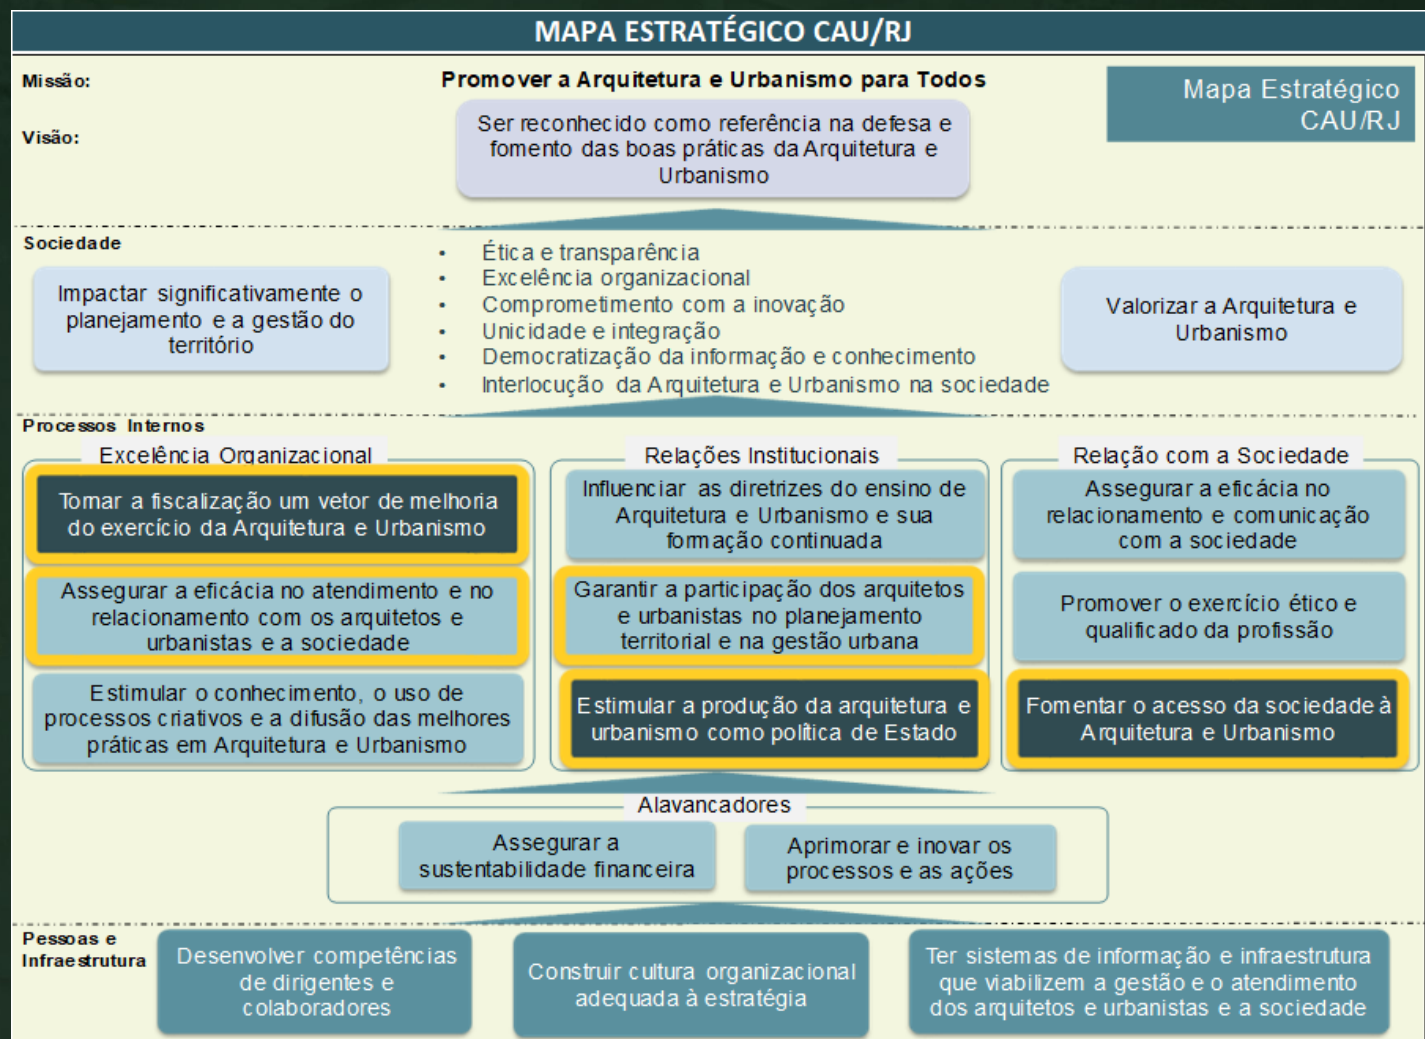 MAPA ESTRATÉGICO CAU/RJ
Missão:
Promover a Arquitetura e Urbanismo para Todos
Mapa Estratégico
CAU/RJ
Visão:
Ser reconhecido como referência na defesa e
fomento das boas práticas da Arquitetura e
Urbanismo
Sociedade
Impactar significativamente o
planejamento e a gestão do
território
• Ética e transparência
• Excelência organizacional
• Comprometimento com a inovação
• Unicidade e integração
• Democratização da informação e conhecimento
• Interlocução da Arquitetura e Urbanismo na sociedade
Valorizar a Arquitetura e
Urbanismo
Processos Internos
Excelência Organizacional
Tornar a fiscalização um vetor de melhoria
do exercício da Arquitetura e Urbanismo
Assegurar a eficácia no atendimento e no
relacionamento com os arquitetos e
urbanistas e a sociedade
Estimular o conhecimento, o uso de
processos criativos e a difusão das melhores
práticas em Arquitetura e Urbanismo
Relações Institucionais
Influenciar as diretrizes do ensino de
Arquitetura e Urbanismo e sua
formação continuada
Garantir a participação dos arquitetos
e urbanistas no planejamento
territorial e na gestão urbana
Estimular a produção da arquitetura e
urbanismo como política de Estado
Relação com a Sociedade
Assegurar a eficácia no
relacionamento e comunicação
com a sociedade
Promover o exercício ético e
qualificado da profissão
Fomentar o acesso da sociedade à
Arquitetura e Urbanismo
Alavancadores
Assegurar a
sustentabilidade financeira
Aprimorar e inovar os
processos e as ações
Pessoas e
Infraestrutura
Desenvolver competências
de dirigentes e
colaboradores
Construir cultura organizacional
adequada à estratégia
Ter sistemas de informação e infraestrutura
que viabilizem a gestão e o atendimento
dos arquitetos e urbanistas e a sociedade